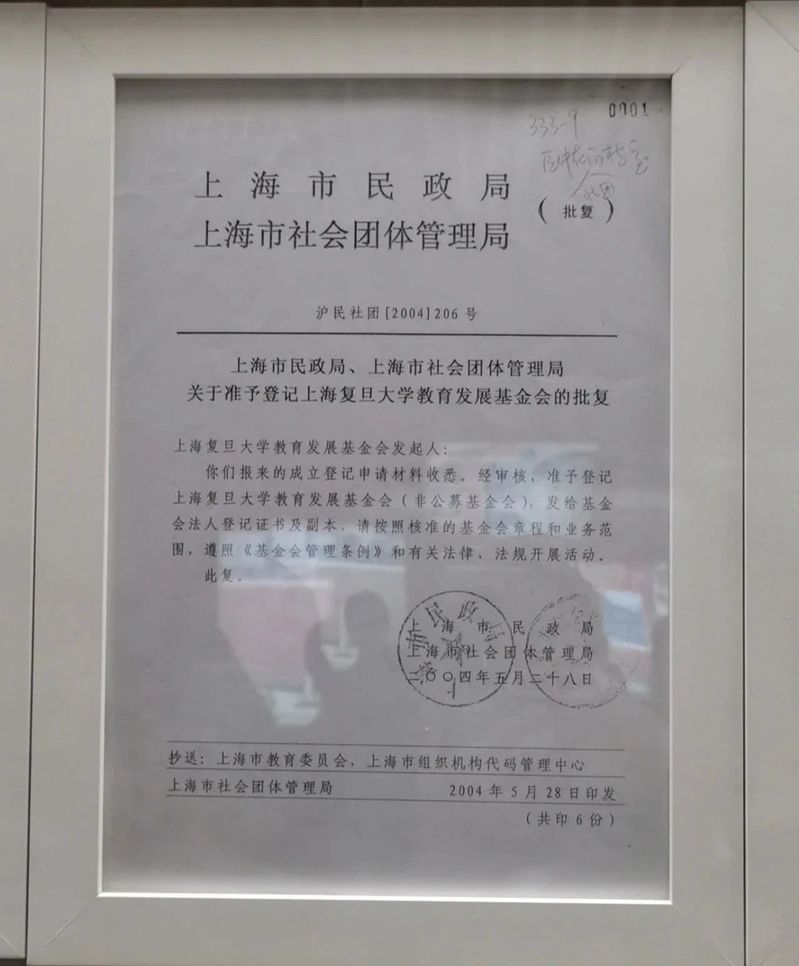 0001
333-9
上海市民政局
上海市社会团体管理局
（批复）
沪民社团[2004]206号
上海市民政局、上海市社会团体管理局
关于准予登记上海复旦大学教育发展基金会的批复
上海复旦大学教育发展基金会发起人：
你们报来的成立登记申请材料收悉。经审核，准予登记
上海复旦大学教育发展基金会（非公募基金会），发给基金
会法人登记证书及副本，请按照核准的基金会章程和业务范
围，遵照《基金会管理条例》和有关法律，法规开展活动。
此复。
上海市民政局
上海市社会团体管理局
二〇〇四年五月二十八日
抄送：上海市教育委员会，上海市组织机构代码管理中心
上海市社会团体管理局 2004年5月28日印发
（共印6份）